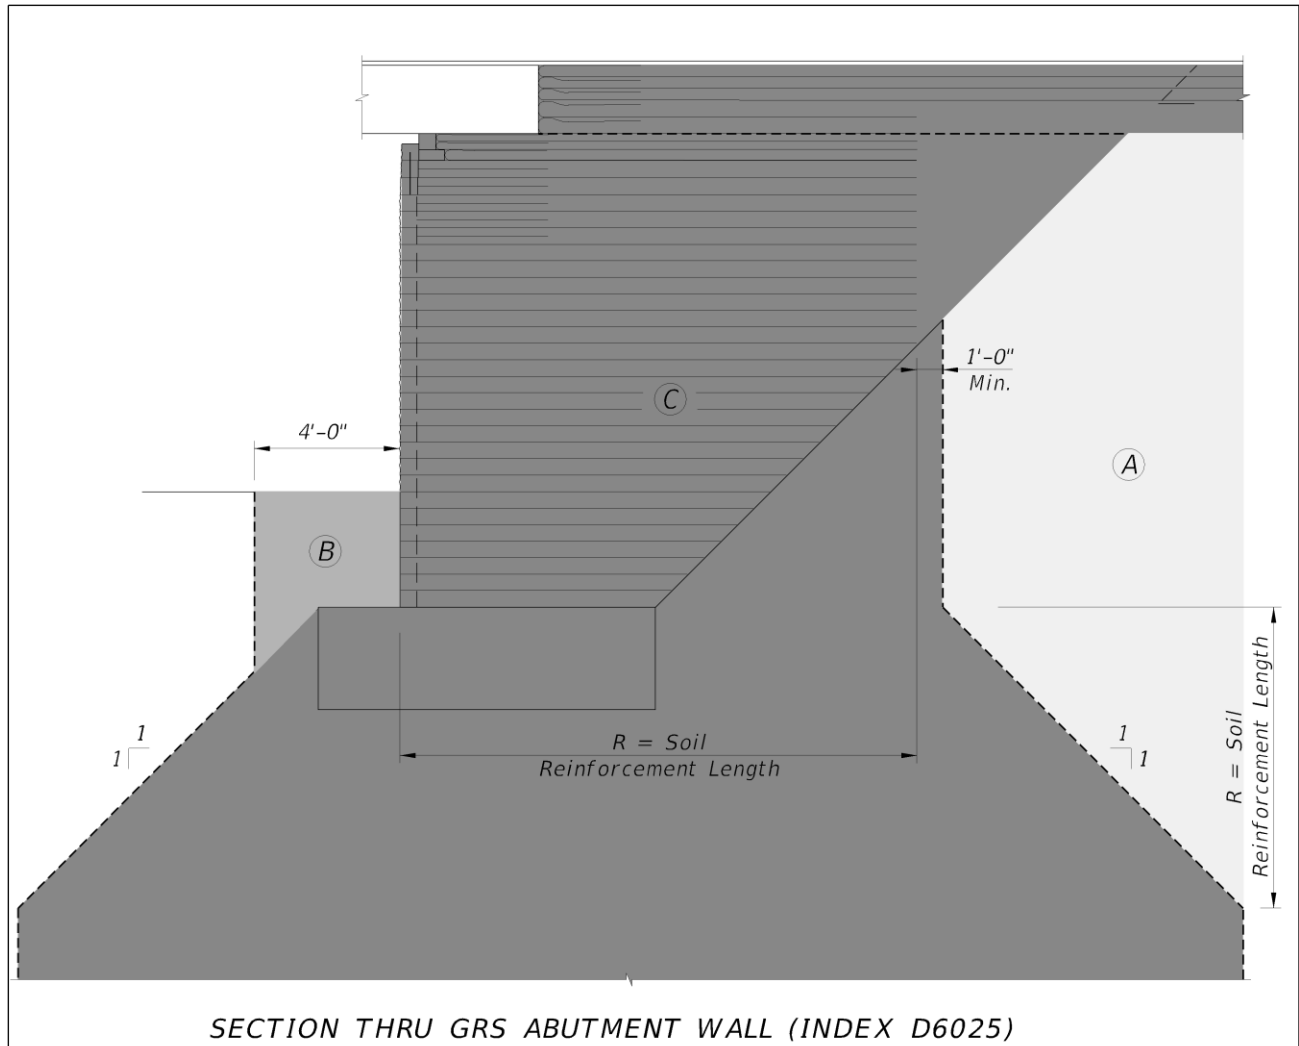 C
1'-0"
Min.
4'-0"
A
B
1
1
R = Soil
Reinforcement Length
1
1
R = Soil
Reinforcement Length
SECTION THRU GRS ABUTMENT WALL (INDEX D6025)